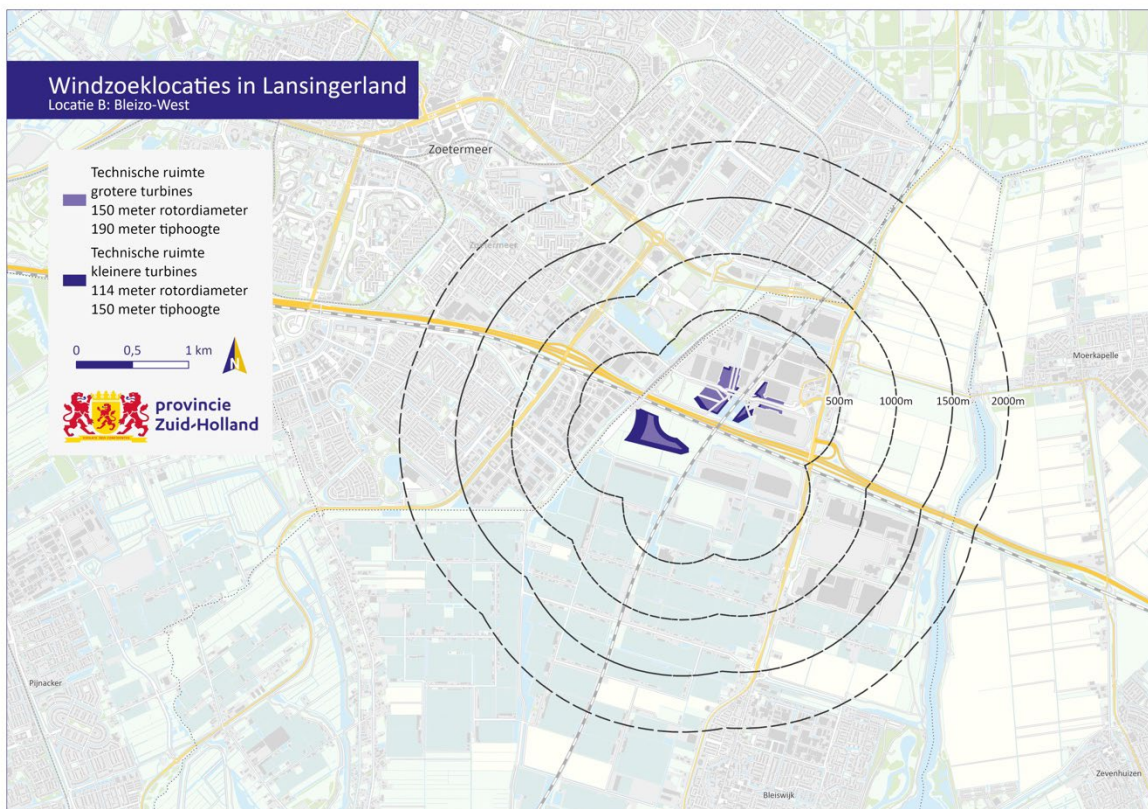 Windzoeklocaties in Lansingerland
Locatie B: Bleizo-West
Technische ruimte
grotere turbines
150 meter rotordiameter
190 meter tiphoogte
Technische ruimte
kleinere turbines
114 meter rotordiameter
150 meter tiphoogte
0 0,5 1 km
N
provincie
Zuid-Holland
Zoetermeer
Zoetermeer
Moerkapelle
500m 1000m 1500m 2000m
Pijnacker
Bleiswijk
Zevenhuizen